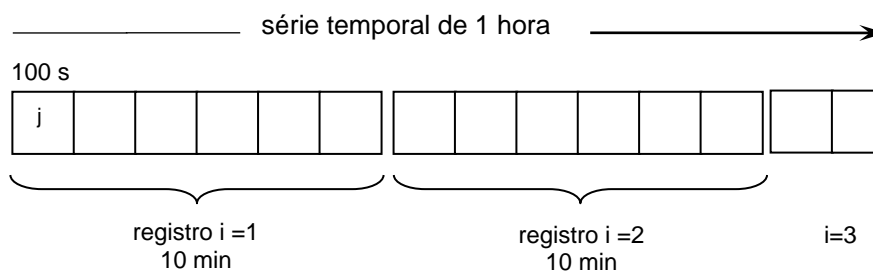 série temporal de 1 hora
100 s
j
registro i =1
10 min
registro i =2
10 min
i=3